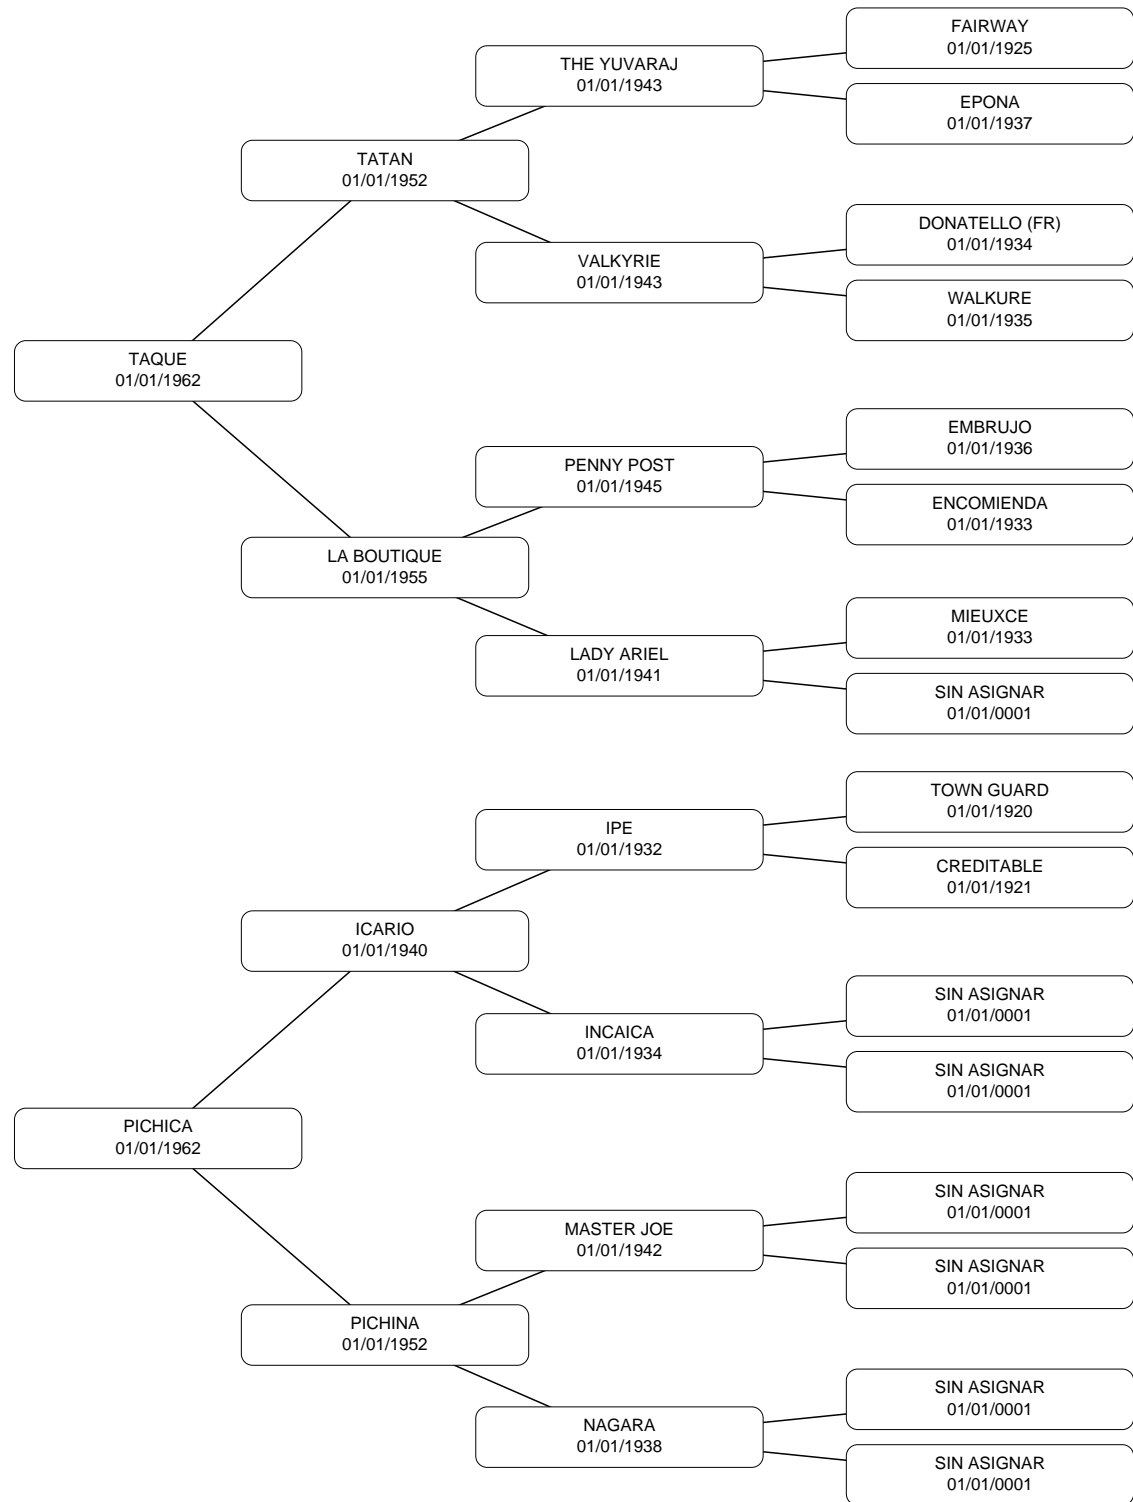 FAIRWAY
01/01/1925
THE YUVARAJ
01/01/1943
EPONA
01/01/1937
TATAN
01/01/1952
DONATELLO (FR)
01/01/1934
VALKYRIE
01/01/1943
WALKURE
01/01/1935
TAQUE
01/01/1962
EMBRUJO
01/01/1936
PENNY POST
01/01/1945
ENCOMIENDA
01/01/1933
LA BOUTIQUE
01/01/1955
MIEUXCE
01/01/1933
LADY ARIEL
01/01/1941
SIN ASIGNAR
01/01/0001
TOWN GUARD
01/01/1920
IPE
01/01/1932
CREDITABLE
01/01/1921
ICARIO
01/01/1940
SIN ASIGNAR
01/01/0001
INCAICA
01/01/1934
SIN ASIGNAR
01/01/0001
PICHICA
01/01/1962
SIN ASIGNAR
01/01/0001
MASTER JOE
01/01/1942
SIN ASIGNAR
01/01/0001
PICHINA
01/01/1952
SIN ASIGNAR
01/01/0001
NAGARA
01/01/1938
SIN ASIGNAR
01/01/0001